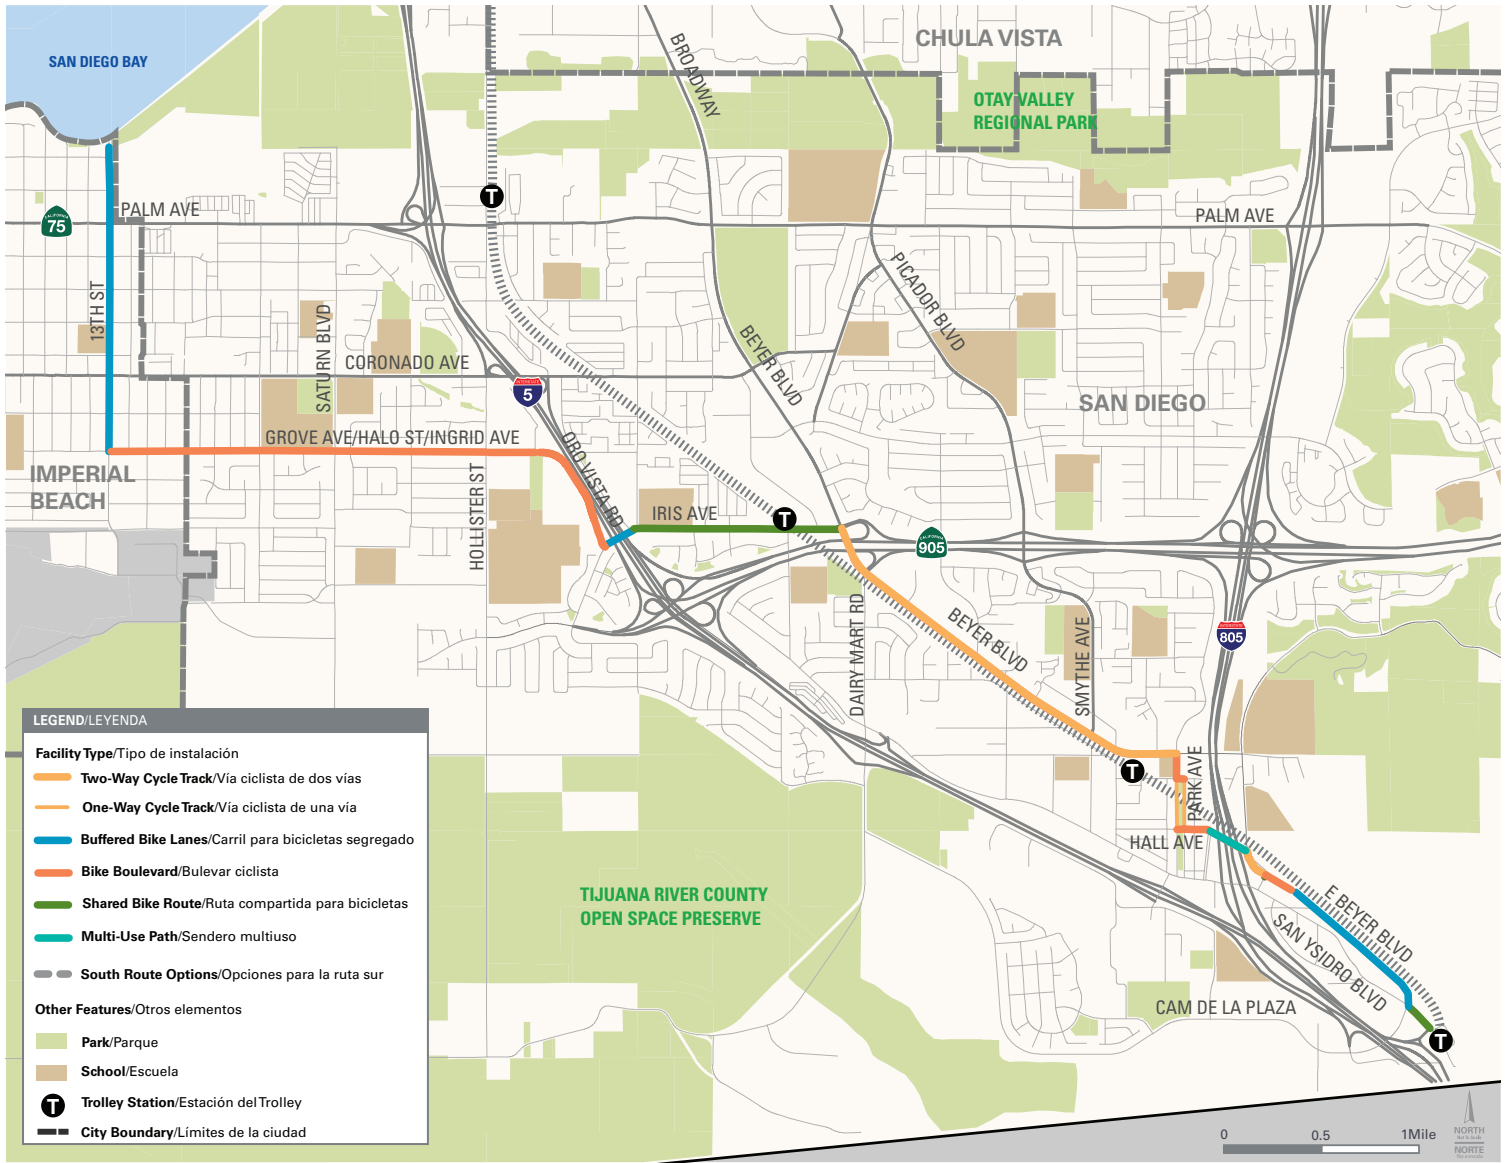 SAN DIEGO BAY
CHULA VISTA
BROADWAY
OTAY VALLEY
REGIONAL PARK
T
PALM AVE
CALIFORNIA
75
PALM AVE
13TH ST
SATURN BLVD
CORONADO AVE
PICADOR BLVD
BEYER BLVD
INTERSTATE
5
SAN DIEGO
GROVE AVE/HALO ST/INGRID AVE
ORO VISTA RD
IMPERIAL
BEACH
HOLLISTER ST
IRIS AVE
T
CALIFORNIA
905
DAIRY MART RD
BEYER BLVD
SMYTHE AVE
INTERSTATE
805
T
PARK AVE
HALL AVE
TIJUANA RIVER COUNTY
OPEN SPACE PRESERVE
E BEYER BLVD
SAN YSIDRO BLVD
CAM DE LA PLAZA
T
LEGEND/LEYENDA
Facility Type/Tipo de instalación
Two-Way Cycle Track/Vía ciclista de dos vías
One-Way Cycle Track/Vía ciclista de una vía
Buffered Bike Lanes/Carril para bicicletas segregado
Bike Boulevard/Bulevar ciclista
Shared Bike Route/Ruta compartida para bicicletas
Multi-Use Path/Sendero multiuso
South Route Options/Opciones para la ruta sur
Other Features/Otros elementos
Park/Parque
School/Escuela
T Trolley Station/Estación del Trolley
City Boundary/Límites de la ciudad
0 0.5 1Mile
NORTH
NORTE